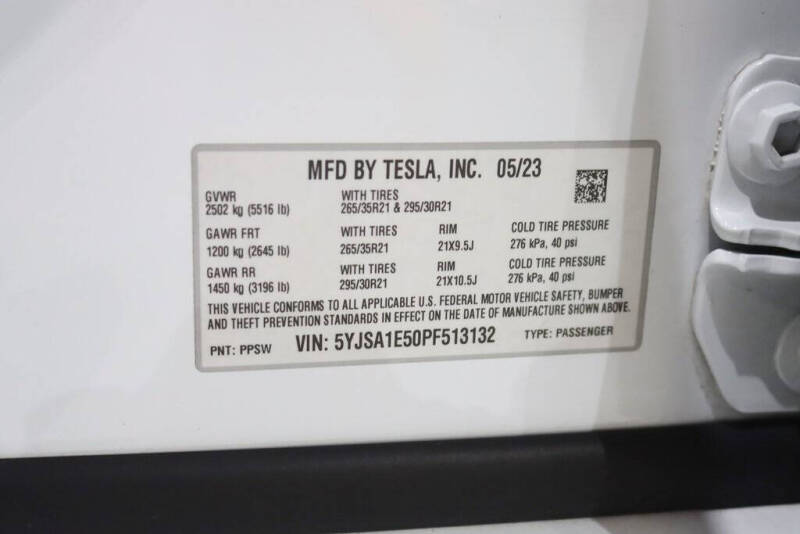 MFD BY TESLA, INC. 05/23
GVWR WITH TIRES
2502 kg (5516 lb) 265/35R21 & 295/30R21
GAWR FRT WITH TIRES RIM COLD TIRE PRESSURE
1200 kg (2645 lb) 265/35R21 21X9.5J 276 kPa, 40 psi
GAWR RR WITH TIRES RIM COLD TIRE PRESSURE
1450 kg (3196 lb) 295/30R21 21X10.5J 276 kPa, 40 psi
THIS VEHICLE CONFORMS TO ALL APPLICABLE U.S. FEDERAL MOTOR VEHICLE SAFETY, BUMPER
AND THEFT PREVENTION STANDARDS IN EFFECT ON THE DATE OF MANUFACTURE SHOWN ABOVE.
PNT: PPSW VIN: 5YJSA1E50PF513132 TYPE: PASSENGER